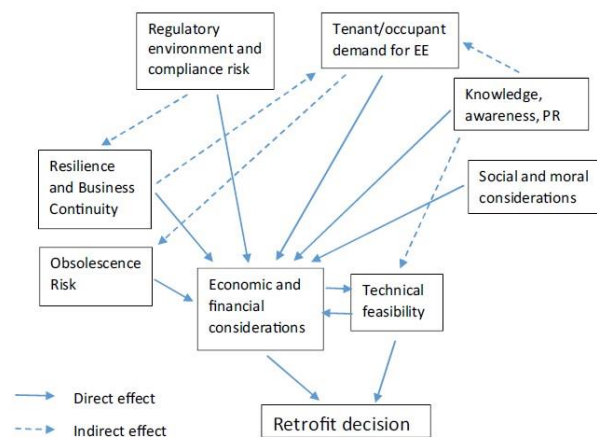 Regulatory
environment and
compliance risk
Tenant/occupant
demand for EE
Knowledge,
awareness, PR
Resilience
and Business
Continuity
Social and moral
considerations
Obsolescence
Risk
Economic and
financial
considerations
Technical
feasibility
Direct effect
Indirect effect
Retrofit decision